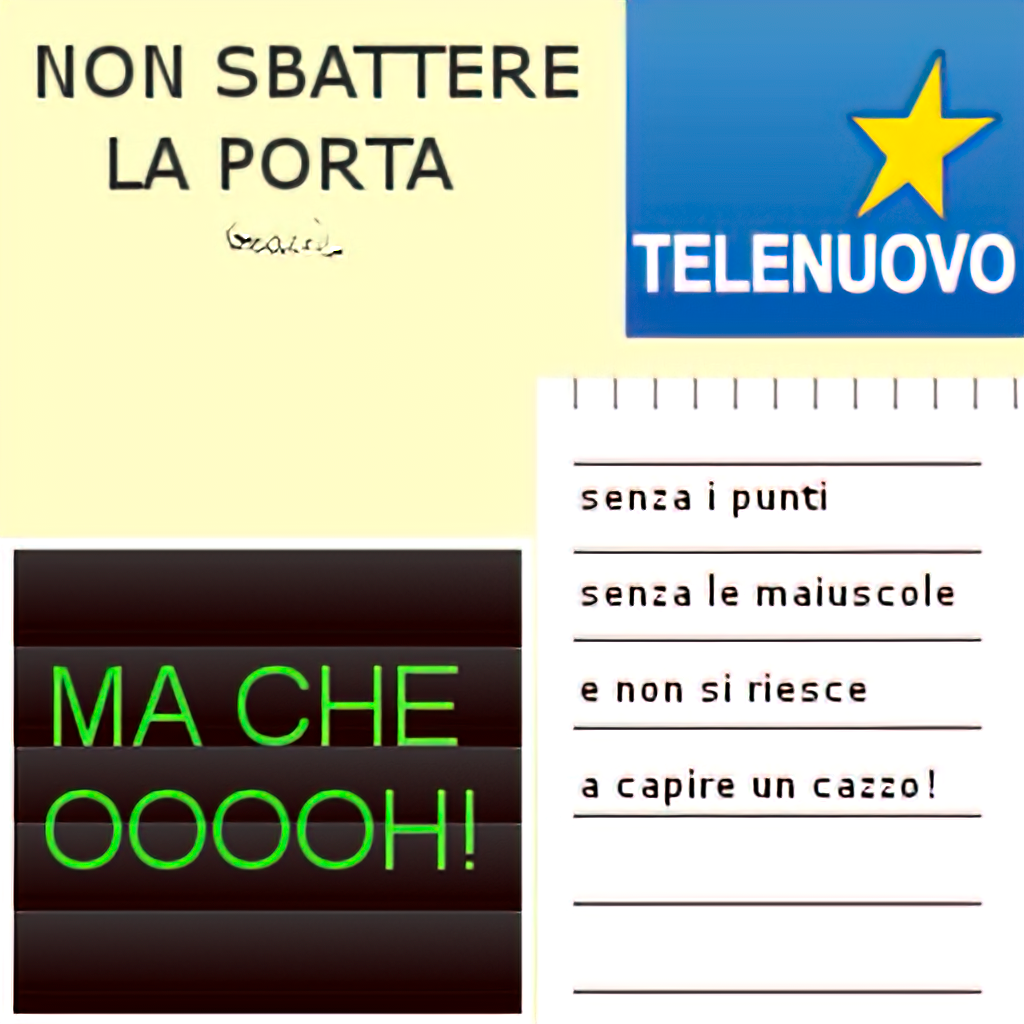 NON SBATTERE
LA PORTA
Grazie
TELENUOVO
senza i punti
senza le maiuscole
e non si riesce
a capire un cazzo!
MA CHE
OOOOH!